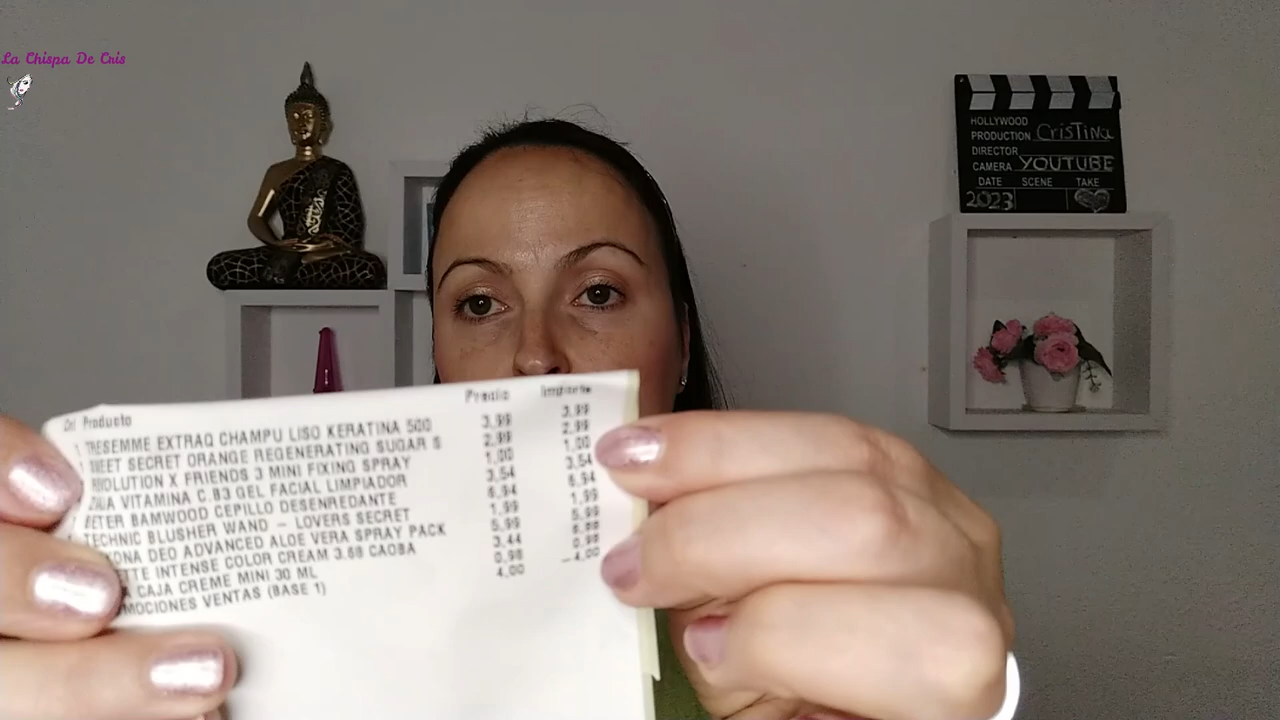 La Chispa De Cris
HOLLYWOOD
PRODUCTION CrisTina
DIRECTOR
CAMERA YOUTUBE
DATE SCENE TAKE
2023
Producto Precio Importe
1 TRESEMME EXTRAQ CHAMPU LISO KERATINA 500 3,99 3,99
SECRET ORANGE REGENERATING SUGAR S 2,99 2,99
X FRIENDS 3 MINI FIXING SPRAY 1,00 1,00
VITAMINA C.B3 GEL FACIAL LIMPIADOR 3,54 3,54
BAMWOOD CEPILLO DESENREDANTE 6,94 6,94
TECHNIC BLUSHER WAND - LOVERS SECRET 1,99 1,99
DEO ADVANCED ALOE VERA SPRAY PACK 5,99 5,99
INTENSE COLOR CREAM 3.68 CAOBA 3,44
CAJA CREME MINI 30 ML 0,98 0,98
MOCIONES VENTAS (BASE 1) 4,00 -4,00